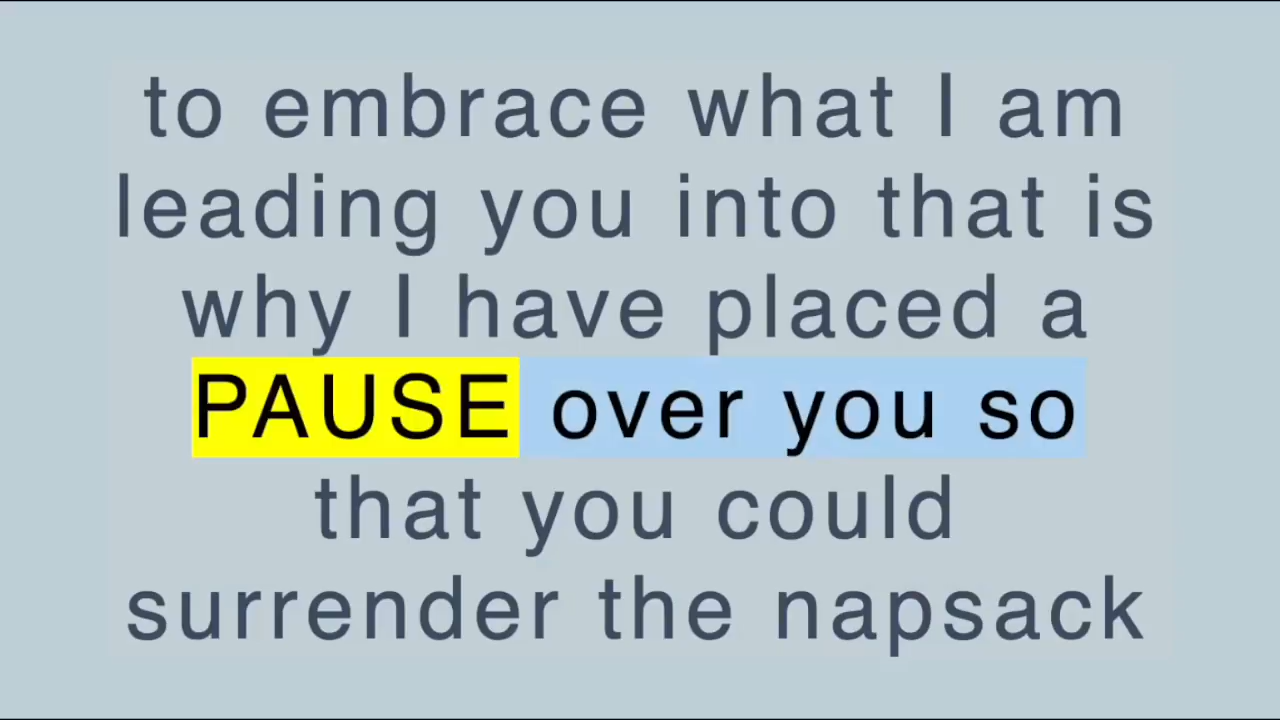 to embrace what I am
leading you into that is
why I have placed a
PAUSE over you so
that you could
surrender the napsack